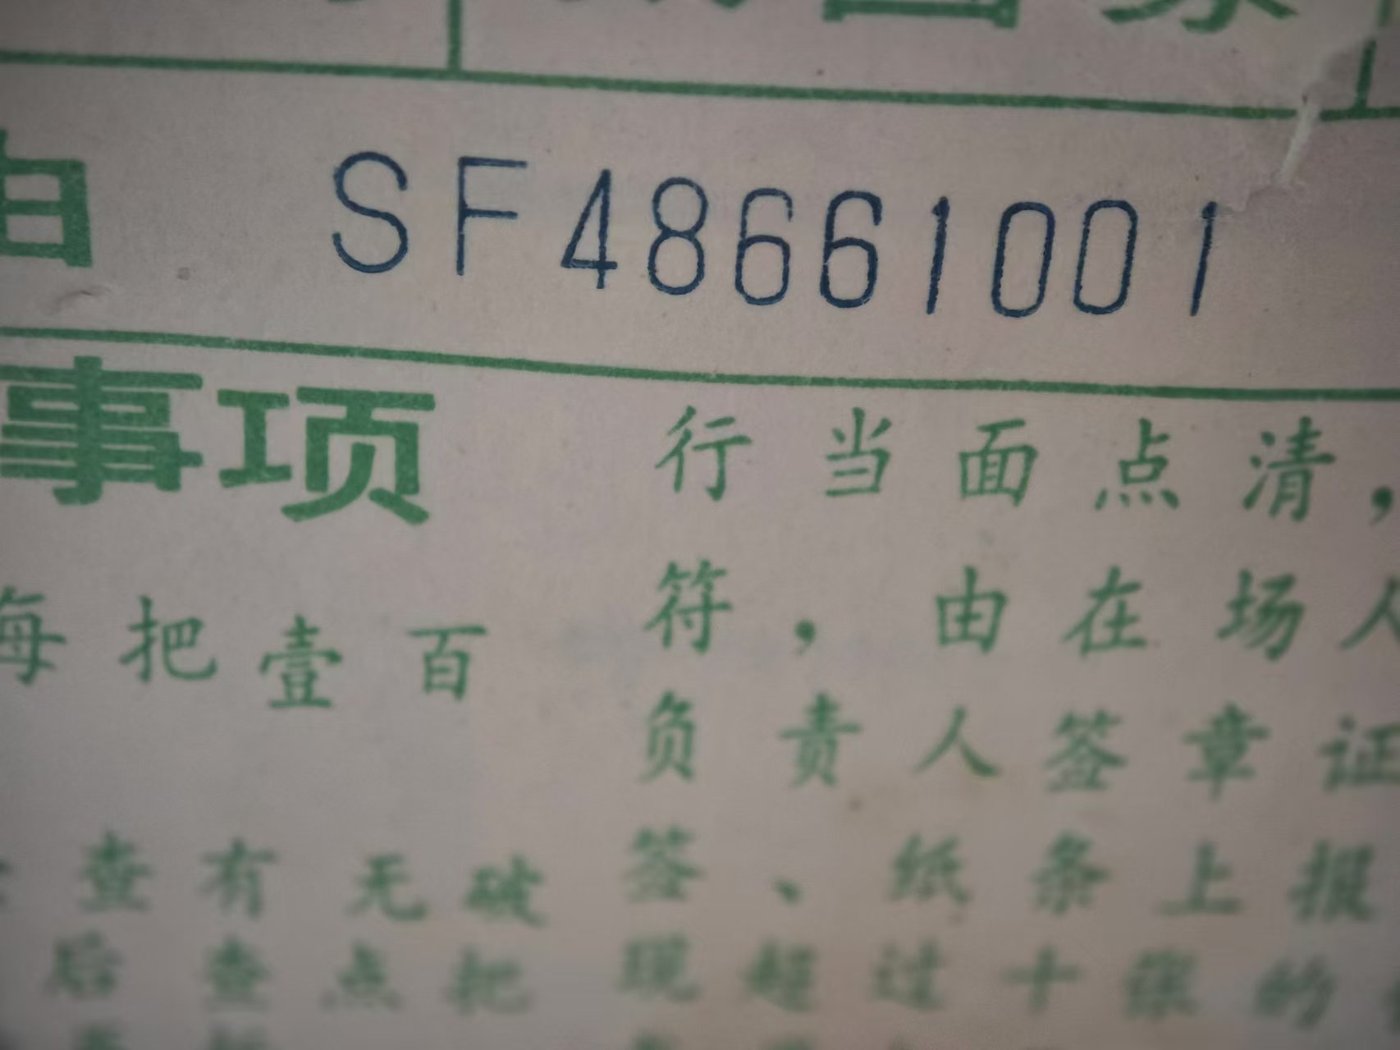 SF48661001
事项
行当面点清，
每把壹百
符，由在场人
负责人签章证
查有无破
签、纸条上报
后查点把
现超过十张的